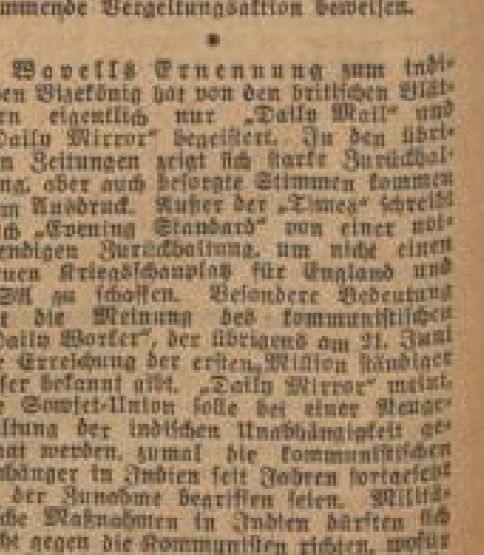 mmende Vergeltungsaktion beweisen.
*
Wavells Ernennung zum indi-
en Vizekönig hat von den britischen Blät-
rn eigentlich nur „Daily Mail“ und
Daily Mirror“ begeistert. In den übri-
n Zeitungen zeigt sich starke Zurückhal-
ng, aber auch besorgte Stimmen kommen
m Ausdruck. Außer der „Times“ schreibt
ch „Evening Standard“ von einer not-
endigen Zurückhaltung, um nicht einen
uen Kriegsschauplatz für England und
SA zu schaffen. Besondere Bedeutung
t die Meinung des kommunistischen
Daily Worker“, der übrigens am 21. Juni
e Erreichung der ersten Million ständiger
ser bekannt gibt. „Daily Mirror“ meint,
e Sowjet-Union solle bei einer Neuge-
ltung der indischen Unabhängigkeit ge-
agt werden, zumal die kommunistischen
nhänger in Indien seit Jahren fortgesetzt
der Zunahme begriffen seien. Militä-
che Maßnahmen in Indien dürften sich
ht gegen die Kommunisten richten, wofür